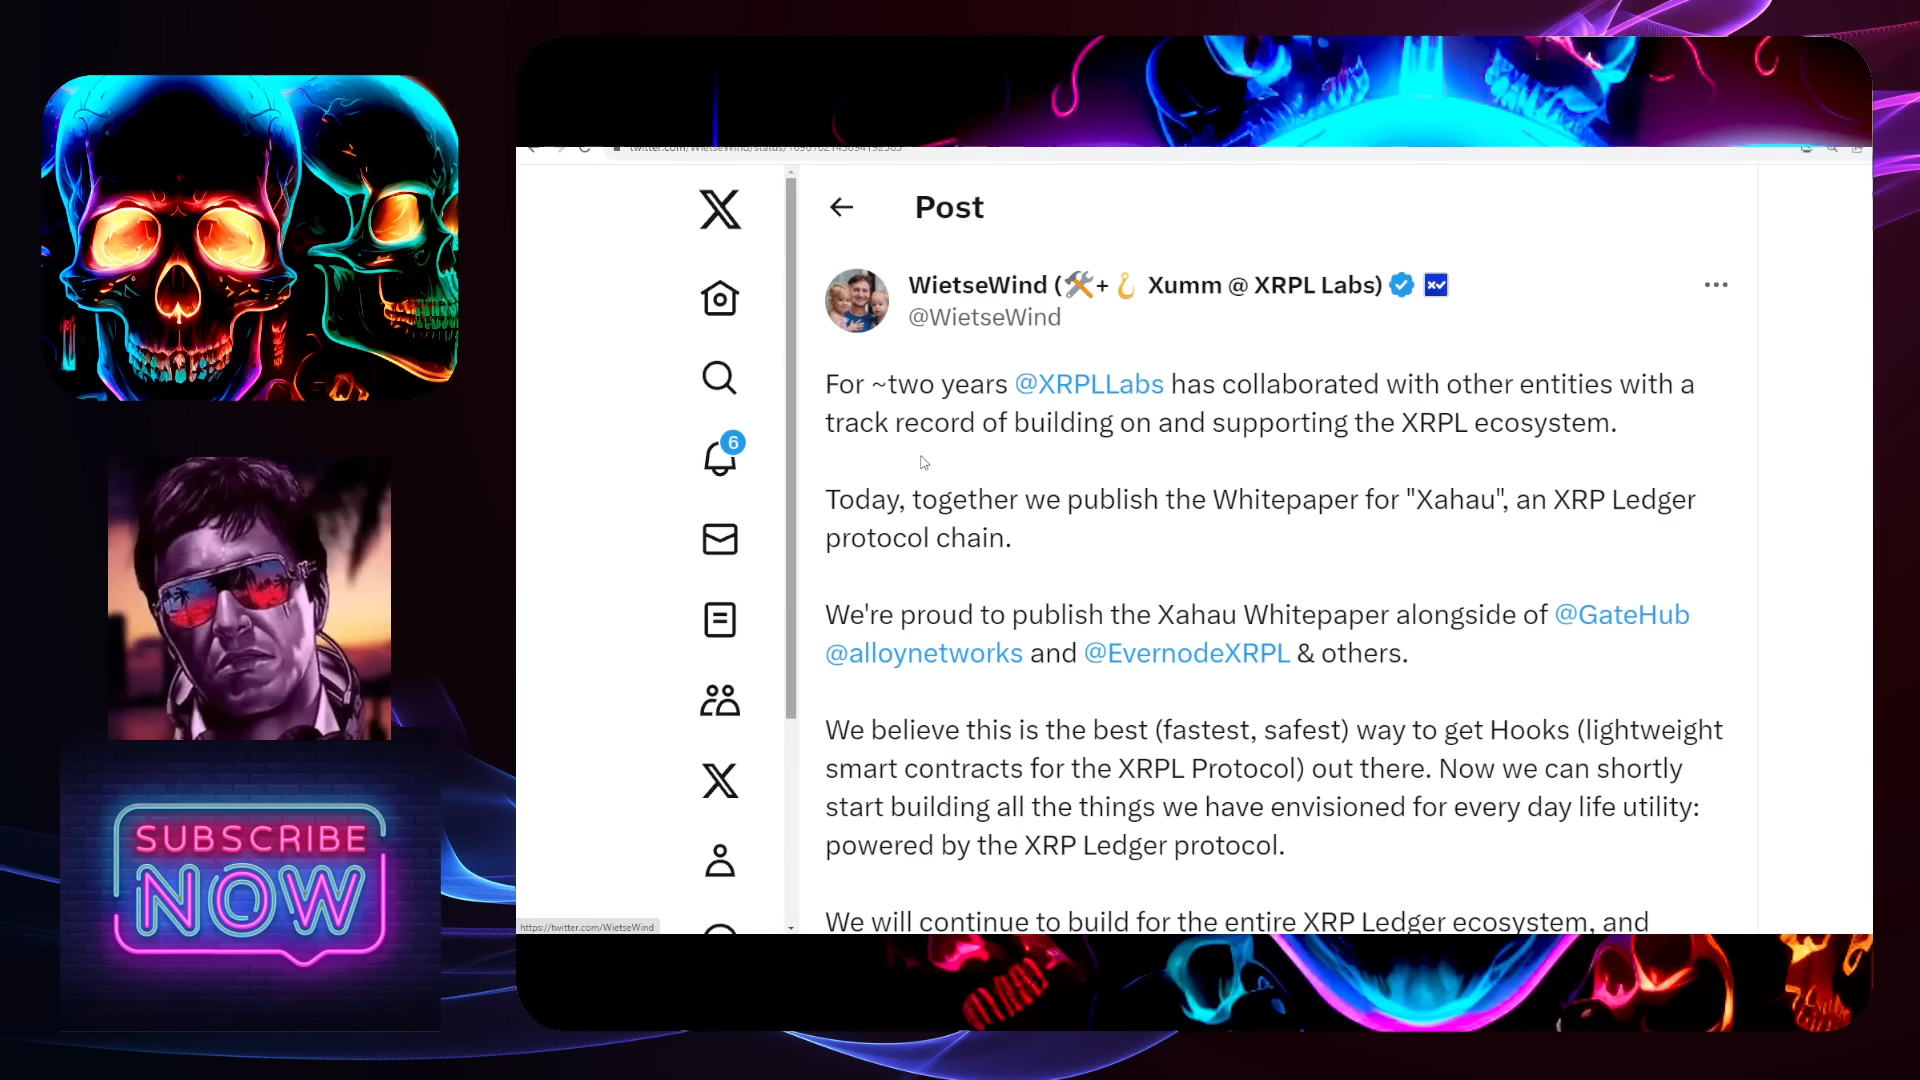 Post
WietseWind (🛠+ 🪝 Xumm @ XRPL Labs)
@WietseWind
6
For ~two years @XRPLLabs has collaborated with other entities with a
track record of building on and supporting the XRPL ecosystem.
Today, together we publish the Whitepaper for "Xahau", an XRP Ledger
protocol chain.
We're proud to publish the Xahau Whitepaper alongside of @GateHub
@alloynetworks and @EvernodeXRPL & others.
We believe this is the best (fastest, safest) way to get Hooks (lightweight
smart contracts for the XRPL Protocol) out there. Now we can shortly
start building all the things we have envisioned for every day life utility:
powered by the XRP Ledger protocol.
We will continue to build for the entire XRP Ledger ecosystem, and
https://twitter.com/WietseWind
SUBSCRIBE
NOW